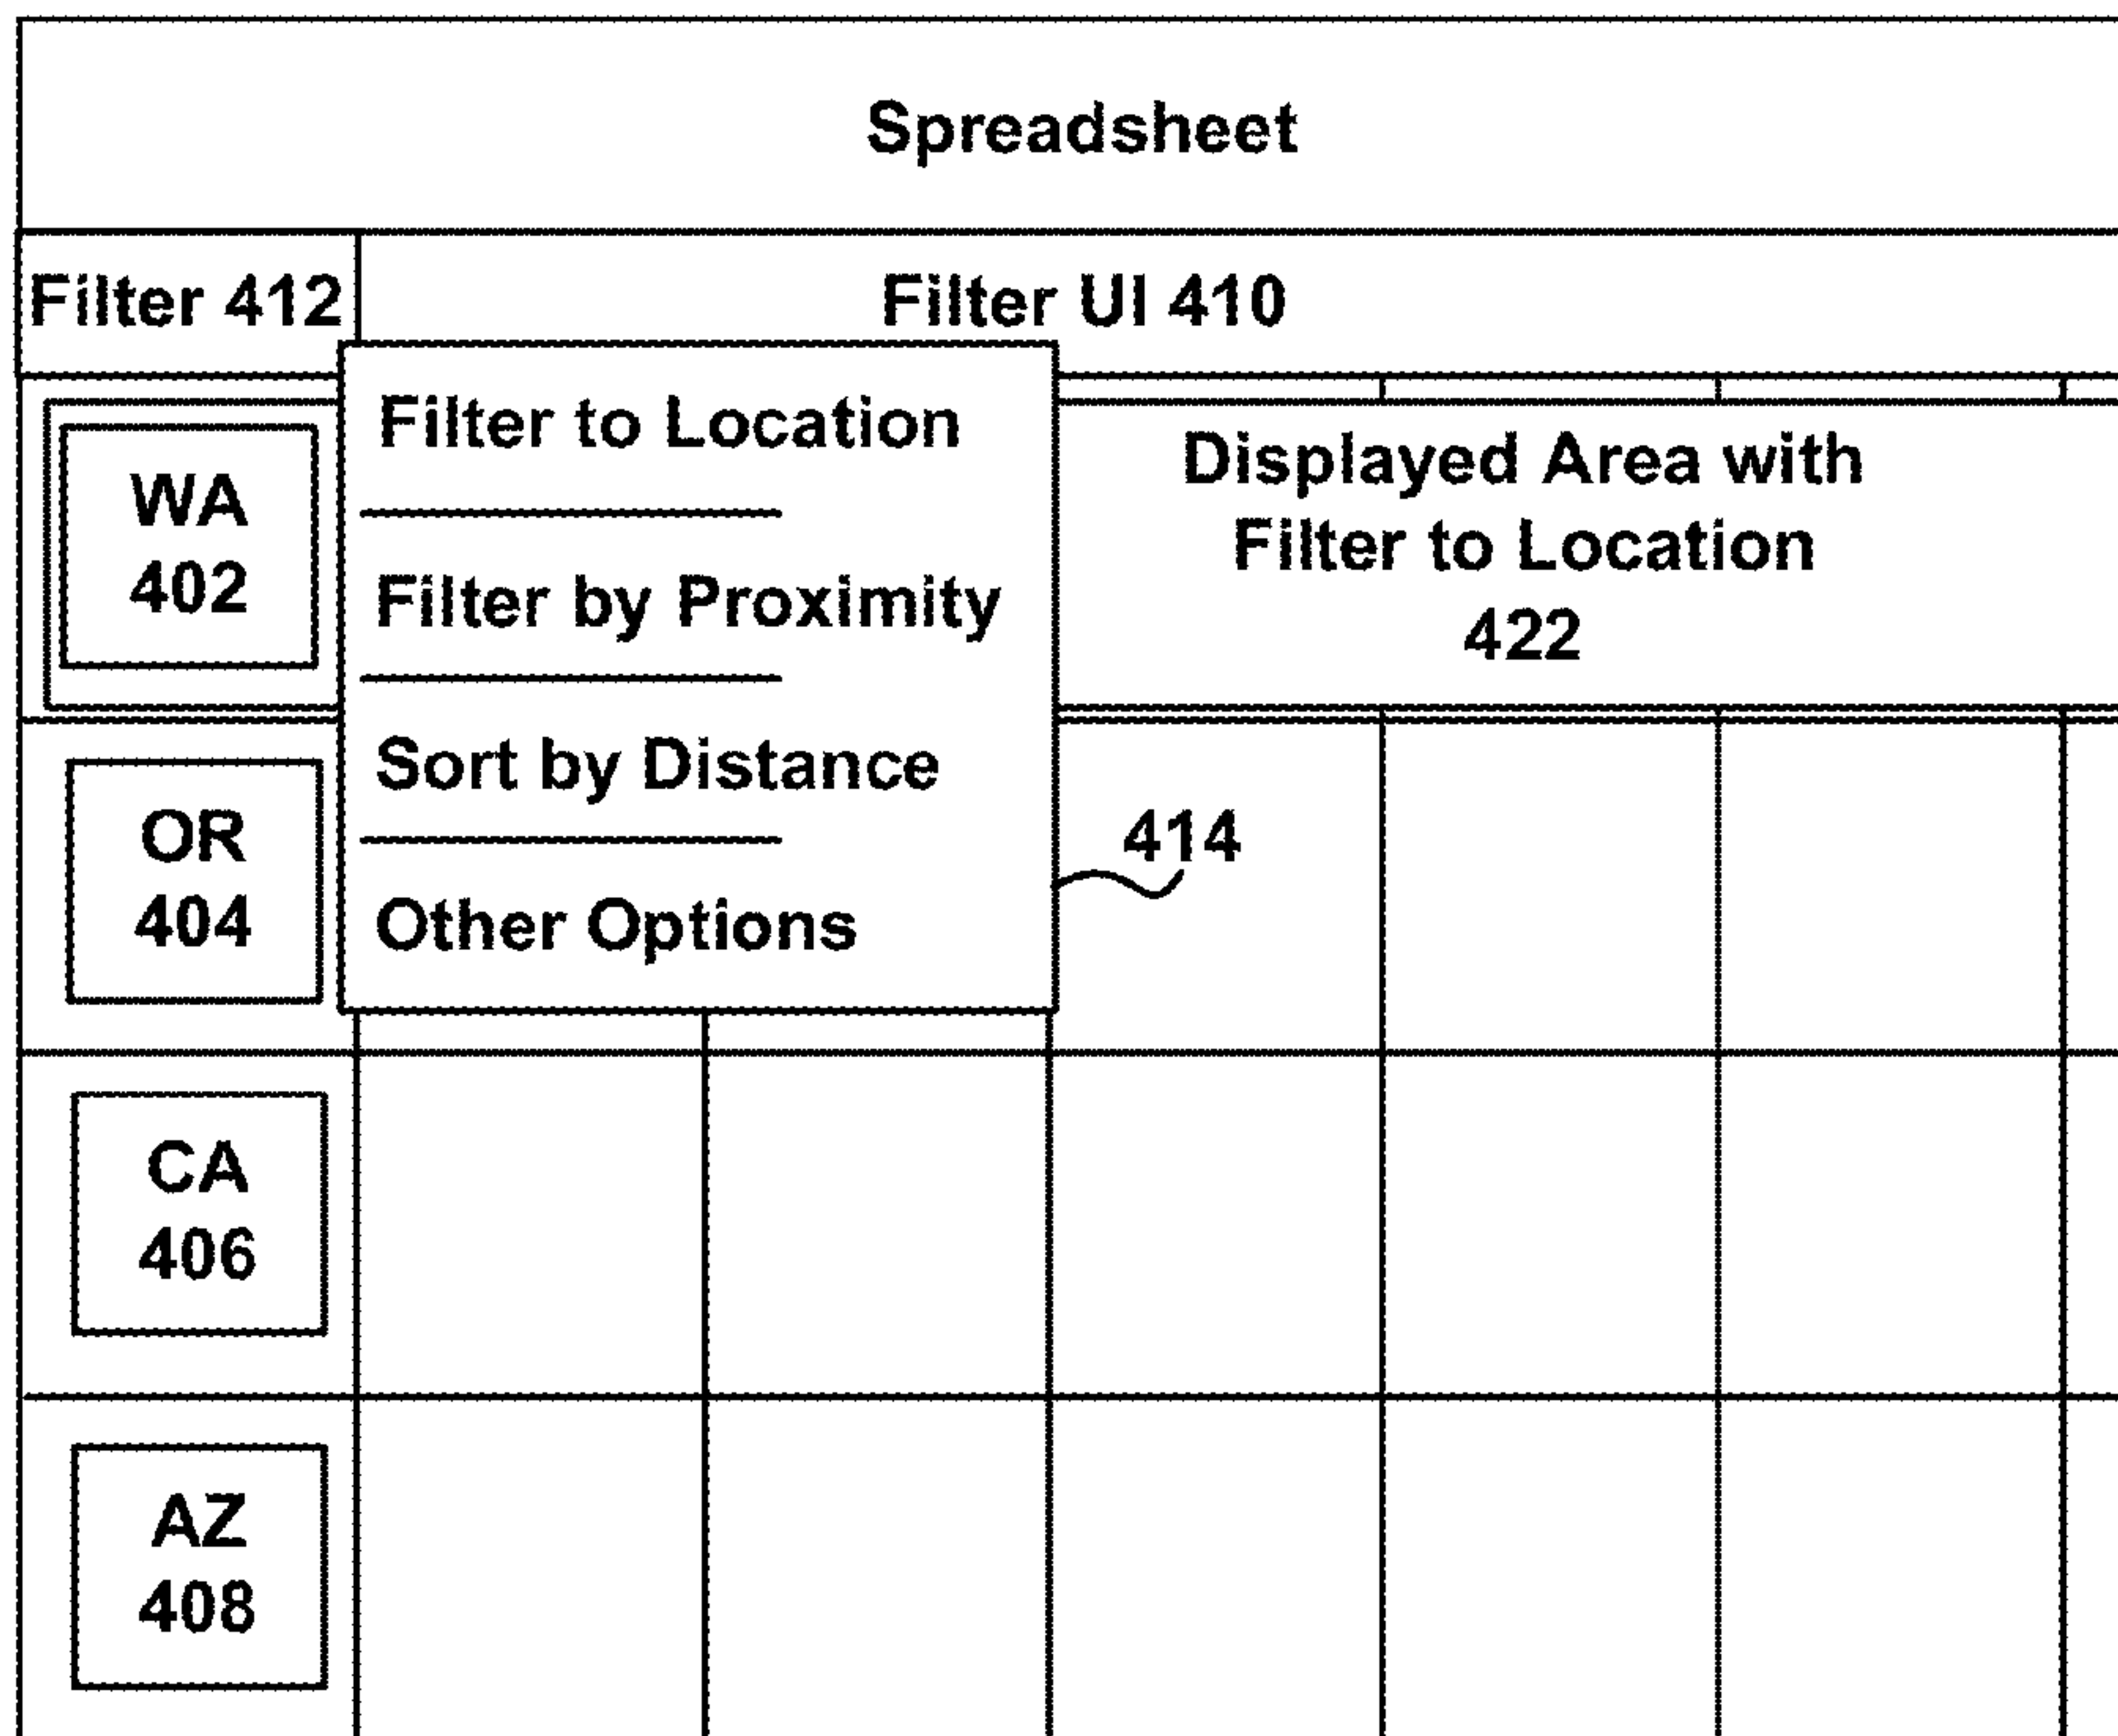 Spreadsheet
Filter 412
Filter UI 410
Filter to Location
Filter by Proximity
Sort by Distance
Other Options
WA
402
Displayed Area with
Filter to Location
422
OR
404
414
CA
406
AZ
408